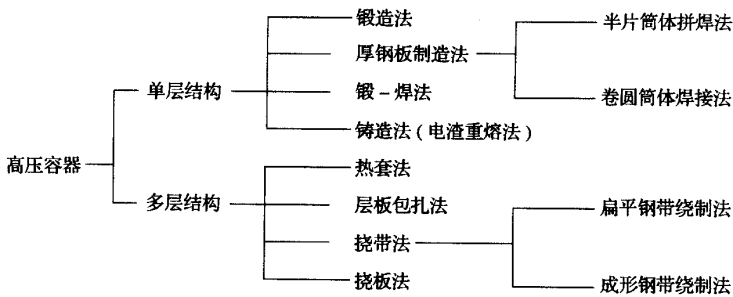 高压容器
单层结构
锻造法
厚钢板制造法
半片筒体拼焊法
卷圆筒体焊接法
锻－焊法
铸造法（电渣重熔法）
多层结构
热套法
层板包扎法
挠带法
扁平钢带绕制法
成形钢带绕制法
挠板法